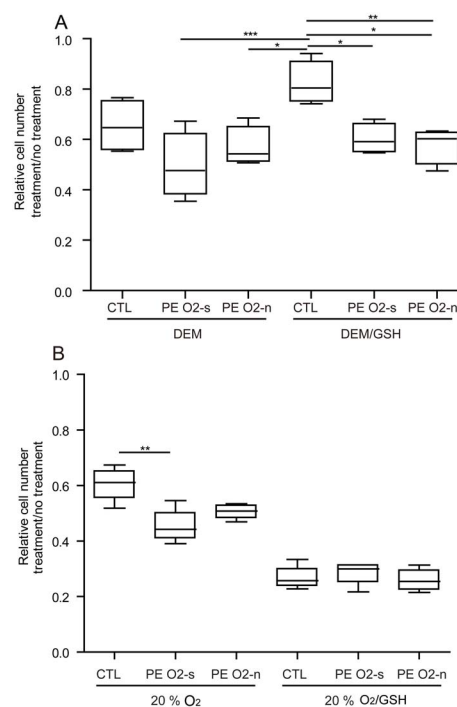 A
**
***
*
*
*
1.0
0.8
0.6
0.4
0.2
0.0
Relative cell number
treatment/no treatment
CTL PE O2-s PE O2-n CTL PE O2-s PE O2-n
DEM DEM/GSH
B
1.0
0.8
0.6
0.4
0.2
0.0
Relative cell number
treatment/no treatment
**
CTL PE O2-s PE O2-n CTL PE O2-s PE O2-n
20 % O₂ 20 % O₂/GSH